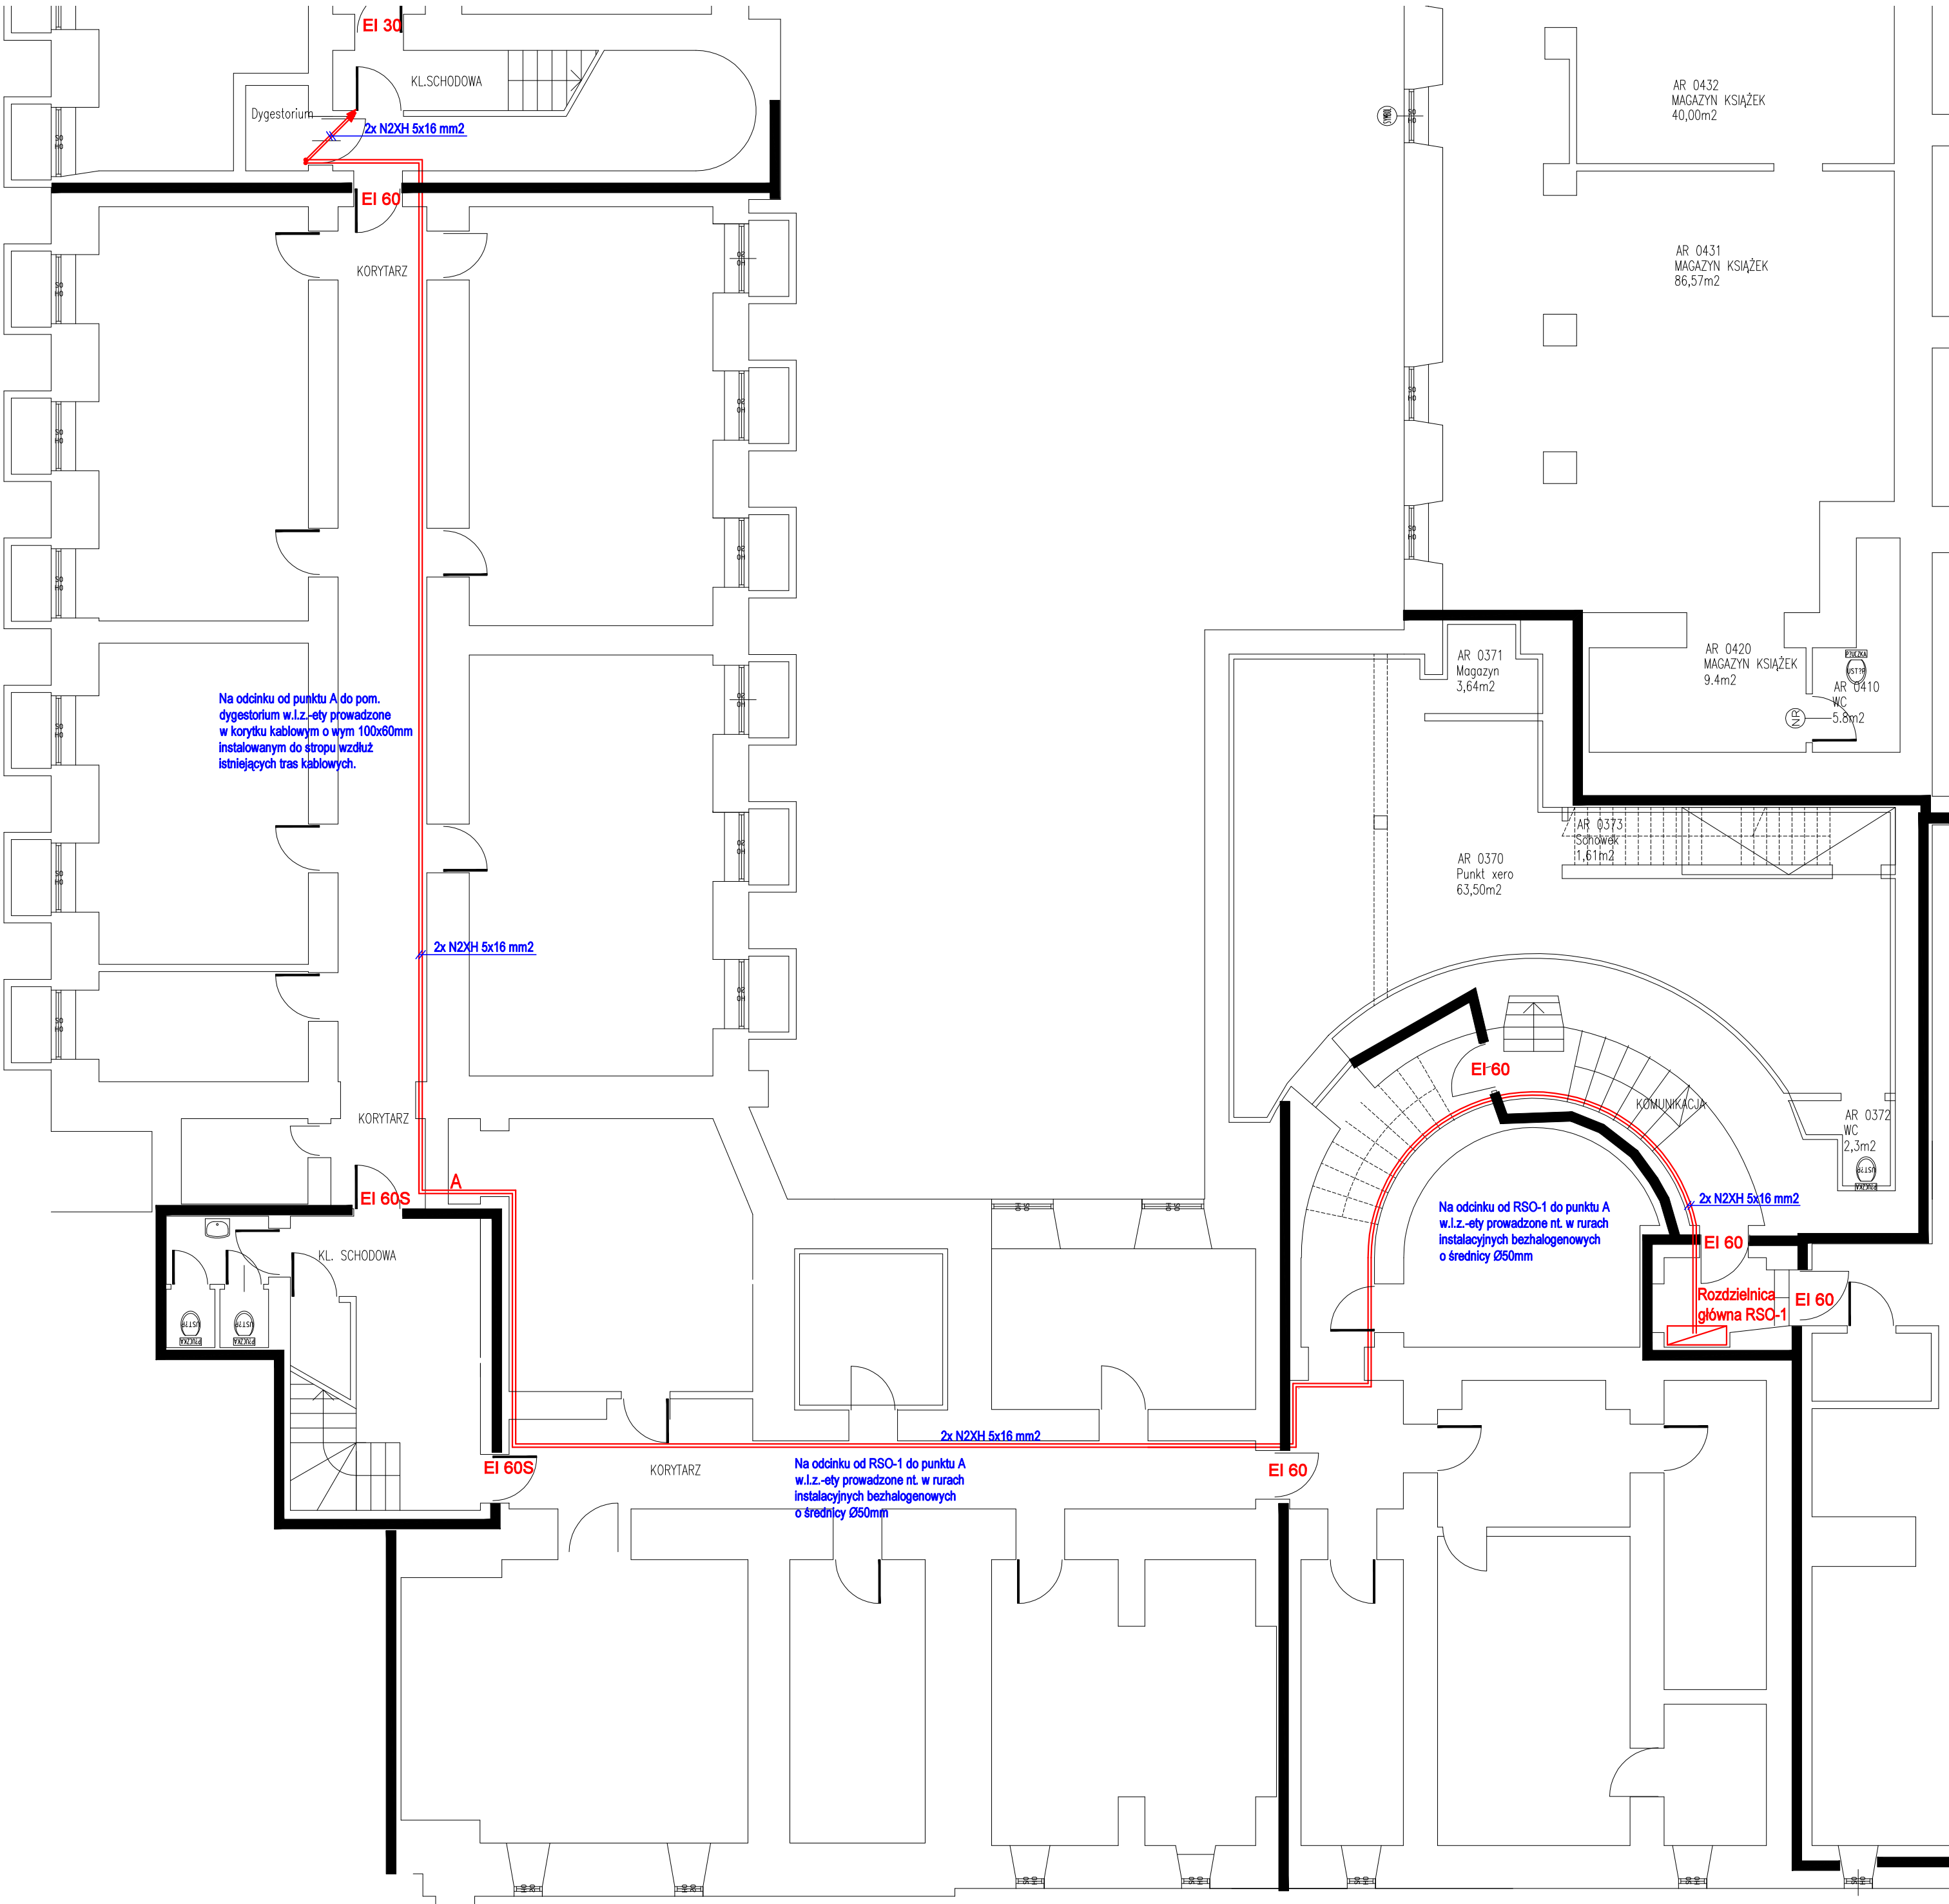 EI 30
KL.SCHODOWA
Dygestorium
2x N2XH 5x16 mm2
EI 60
KORYTARZ
AR 0432
MAGAZYN KSIĄŻEK
40,00m2
SYMBOL
AR 0431
MAGAZYN KSIĄŻEK
86,57m2
AR 0371
Magazyn
3,64m2
AR 0420
MAGAZYN KSIĄŻEK
9.4m2
AR 0410
WC
5.8m2
NR
Na odcinku od punktu A do pom.
dygestorium w.l.z.-ety prowadzone
w korytku kablowym o wym 100x60mm
instalowanym do stropu wzdłuż
istniejących tras kablowych.
AR 0373
Schowek
1,61m2
AR 0370
Punkt xero
63,50m2
2x N2XH 5x16 mm2
EI 60
KOMUNIKACJA
AR 0372
WC
2,3m2
KORYTARZ
A
EI 60S
2x N2XH 5x16 mm2
Na odcinku od RSO-1 do punktu A
w.l.z.-ety prowadzone nt. w rurach
instalacyjnych bezhalogenowych
o średnicy Ø50mm
EI 60
KL. SCHODOWA
Rozdzielnica
główna RSO-1
EI 60
2x N2XH 5x16 mm2
EI 60S
KORYTARZ
Na odcinku od RSO-1 do punktu A
w.l.z.-ety prowadzone nt. w rurach
instalacyjnych bezhalogenowych
o średnicy Ø50mm
EI 60